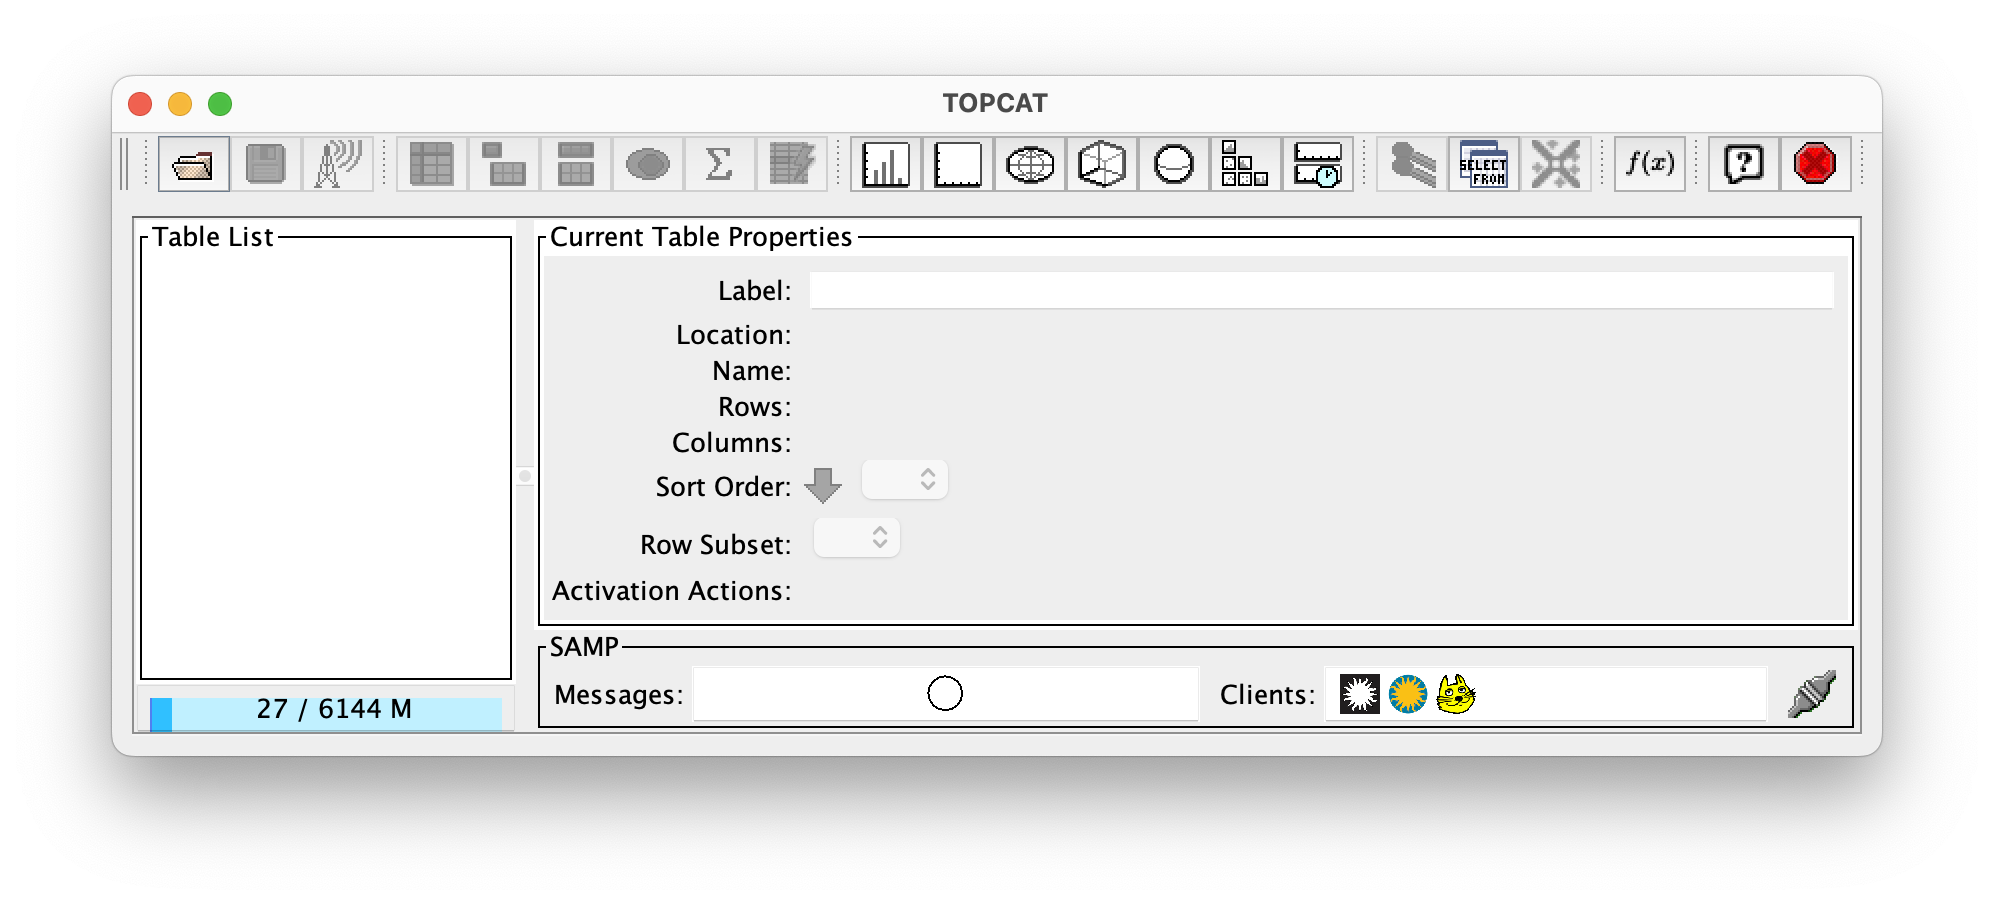 TOPCAT
Σ
SELECT
FROM
f(x)
?
Table List
Current Table Properties
Label:
Location:
Name:
Rows:
Columns:
Sort Order:
Row Subset:
Activation Actions:
SAMP
Messages:
Clients:
27 / 6144 M